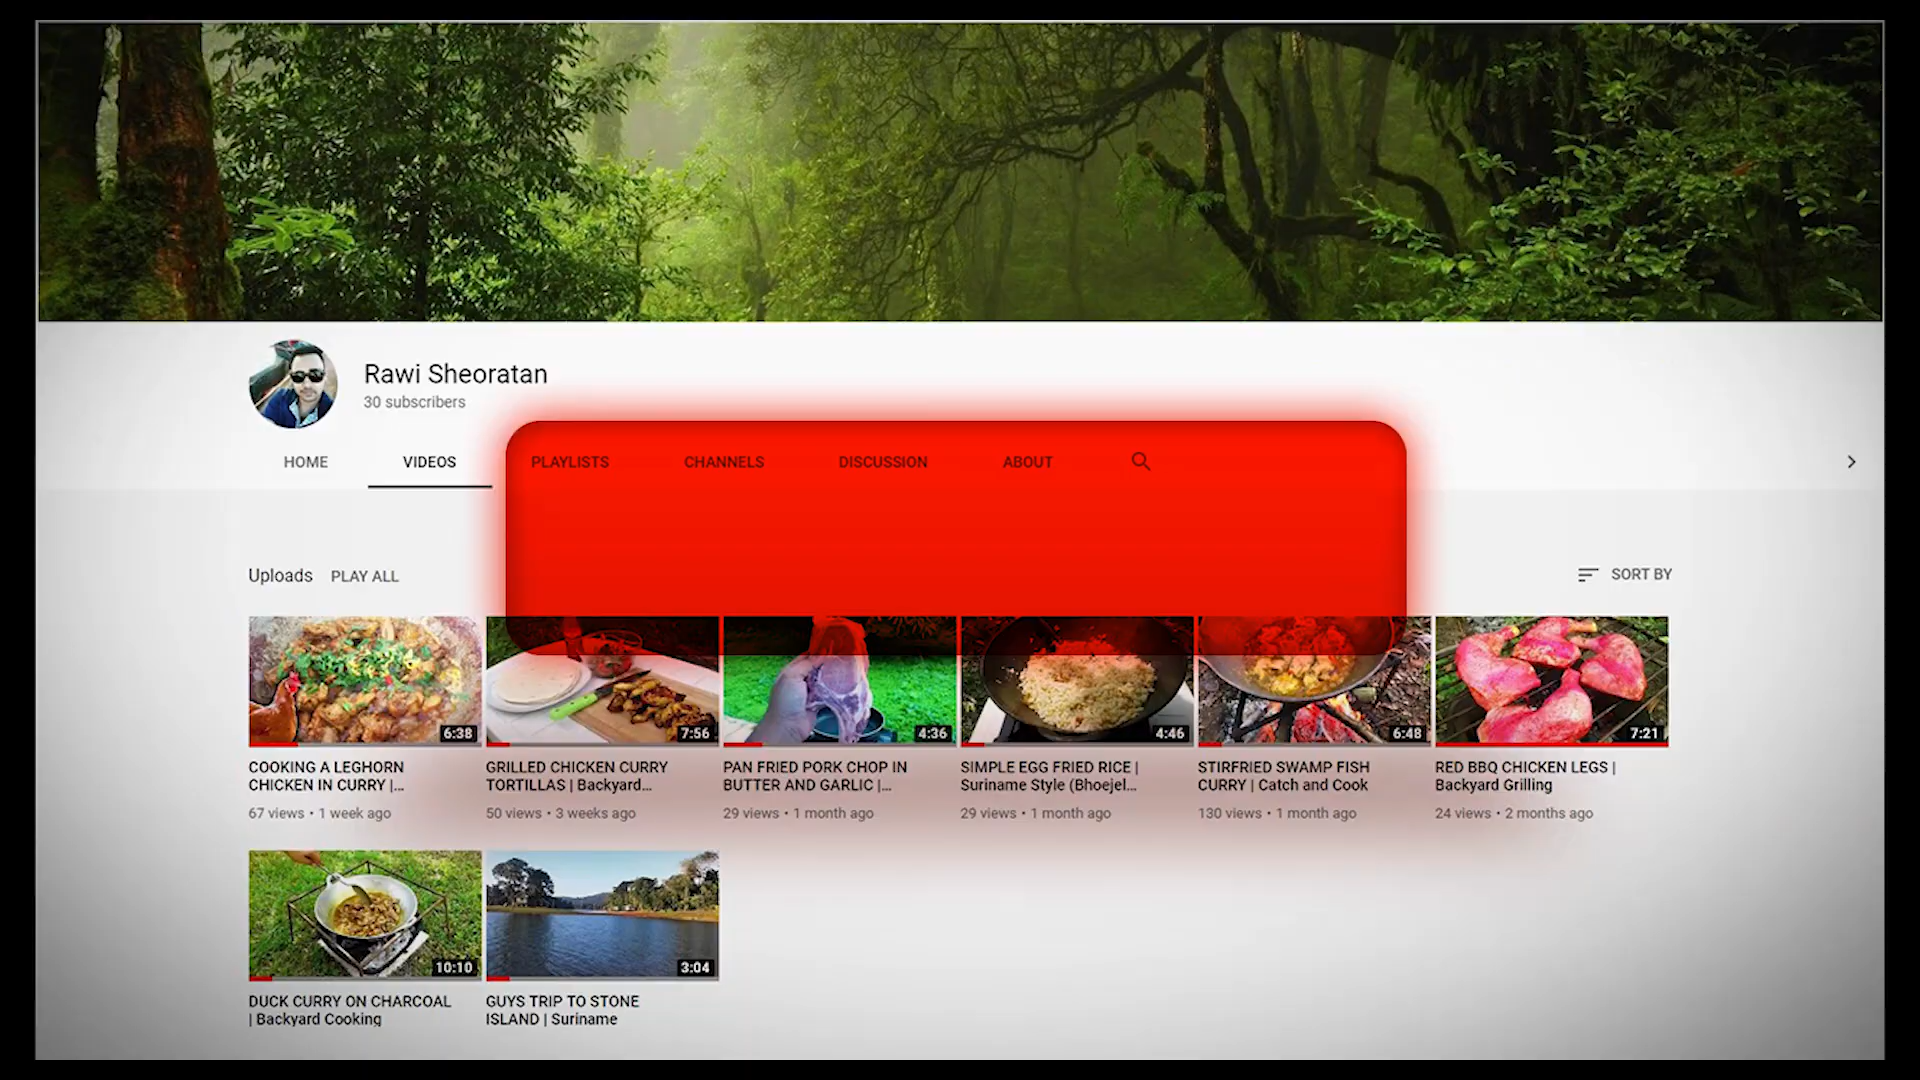 Rawi Sheoratan
30 subscribers
HOME VIDEOS PLAYLISTS CHANNELS DISCUSSION ABOUT
Uploads PLAY ALL SORT BY
6:38 7:56 4:36 4:46 6:48 7:21
COOKING A LEGHORN
CHICKEN IN CURRY |...
67 views • 1 week ago
GRILLED CHICKEN CURRY
TORTILLAS | Backyard...
50 views • 3 weeks ago
PAN FRIED PORK CHOP IN
BUTTER AND GARLIC |...
29 views • 1 month ago
SIMPLE EGG FRIED RICE |
Suriname Style (Bhoejel...
29 views • 1 month ago
STIRFRIED SWAMP FISH
CURRY | Catch and Cook
130 views • 1 month ago
RED BBQ CHICKEN LEGS |
Backyard Grilling
24 views • 2 months ago
10:10 3:04
DUCK CURRY ON CHARCOAL
| Backyard Cooking
GUYS TRIP TO STONE
ISLAND | Suriname